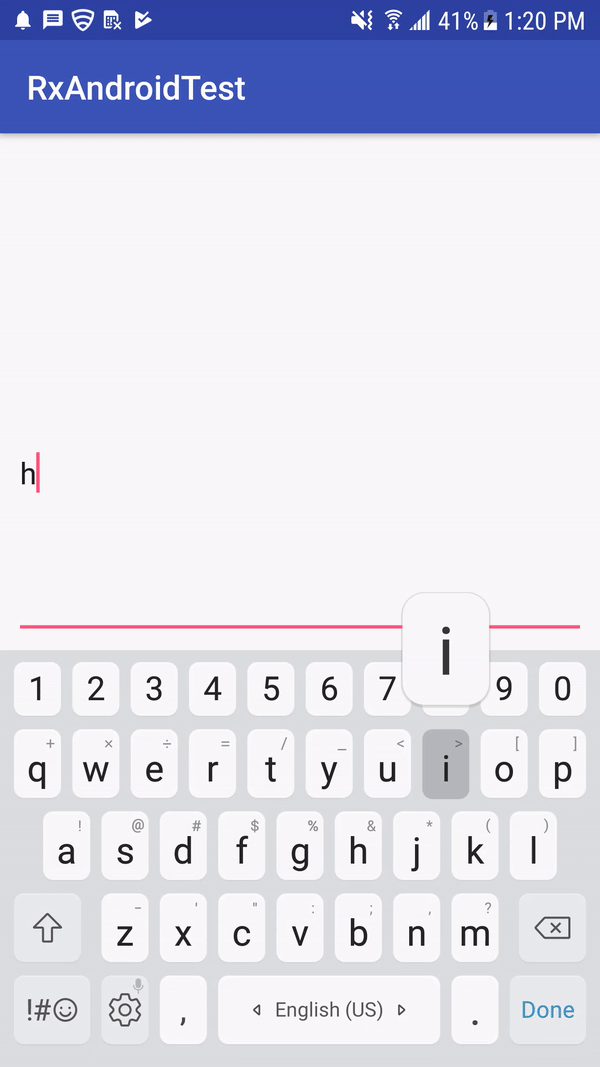 41% 1:20 PM
RxAndroidTest
h
i
1 2 3 4 5 6 7 9 0
+ × ÷ = / _ < > [ ]
q w e r t y u i o p
! @ # $ % & * ( )
a s d f g h j k l
- ' " : ; , ?
z x c v b n m
!#☺ , English (US) . Done